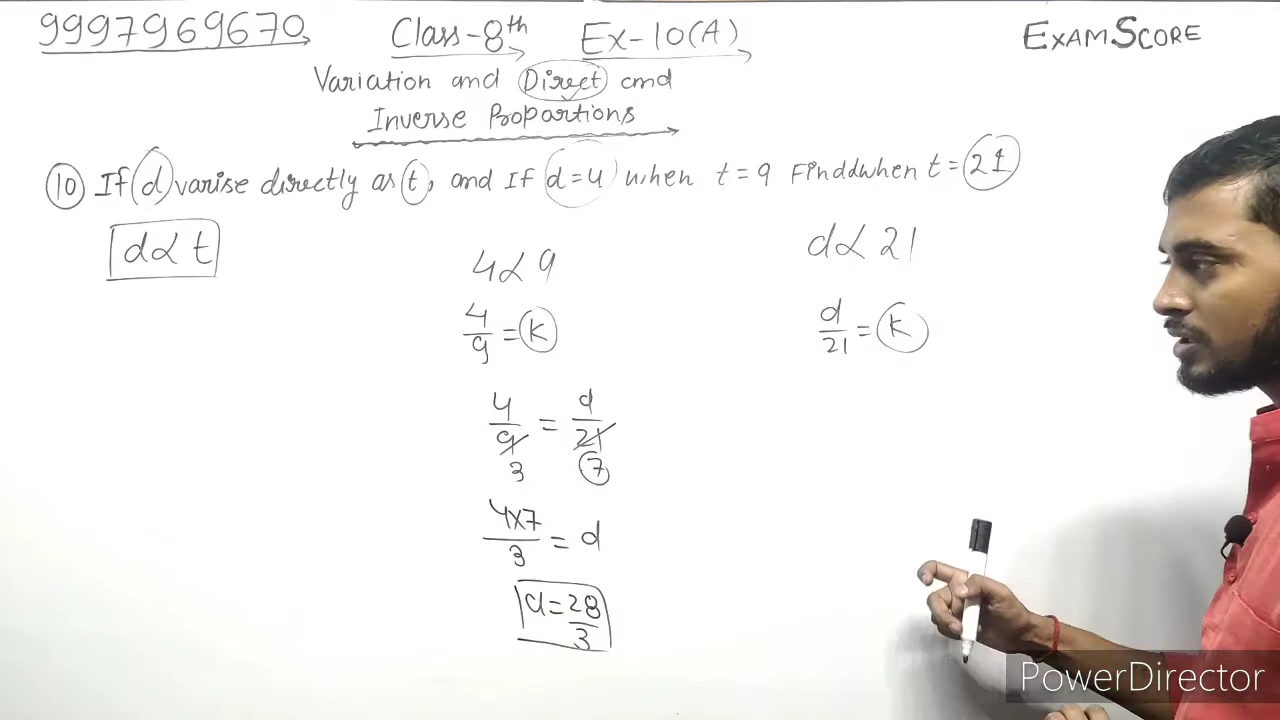 9997969670 Class-8th Ex-10(A) EXAMSCORE
Variation and Direct and
Inverse Proportions
10 If d varise directly as t, and If d=4 when t=9 Find d when t=21
d∝t
4∝9
4/9 = K
4/9 = d/21
3 7
4x7/3 = d
d=28/3
d∝21
d/21 = K
PowerDirector